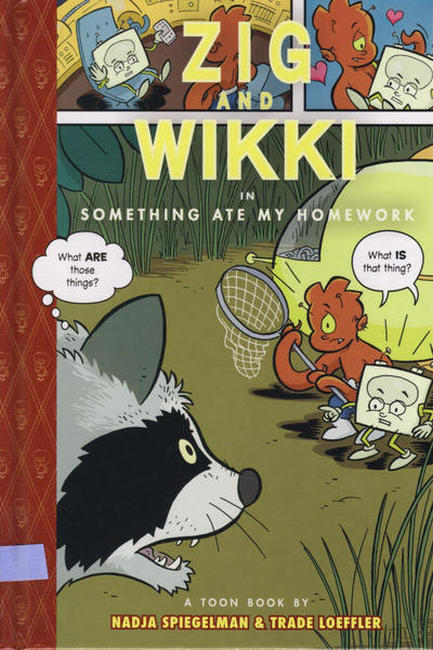 ZIG
AND
WIKKI
IN
SOMETHING ATE MY HOMEWORK
What ARE
those
things?
What IS
that thing?
A TOON BOOK BY
NADJA SPIEGELMAN & TRADE LOEFFLER